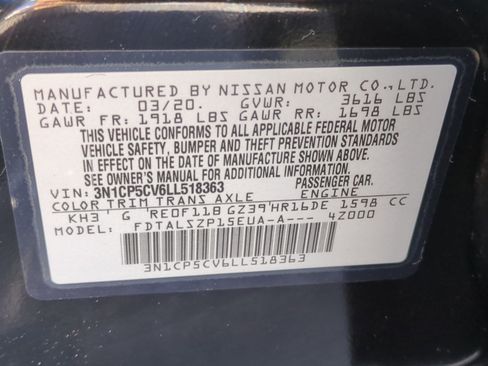 MANUFACTURED BY NISSAN MOTOR CO., LTD.
DATE: 03/20. GVWR: 3616 LBS
GAWR FR: 1918 LBS GAWR RR: 1698 LBS
THIS VEHICLE CONFORMS TO ALL APPLICABLE FEDERAL MOTOR
VEHICLE SAFETY, BUMPER AND THEFT PREVENTION STANDARDS
IN EFFECT ON THE DATE OF MANUFACTURE SHOWN ABOVE.
SEE OWNER'S MANUAL FOR ADDITIONAL INFORMATION.
VIN: 3N1CP5CV6LL518363 PASSENGER CAR.
COLOR TRIM TRANS AXLE ENGINE
KH3 G RE0F11B GZ39 HR16DE 1598 CC
MODEL: FDTALSZP15EUA-A--- 4Z000
3N1CP5CV6LL518363